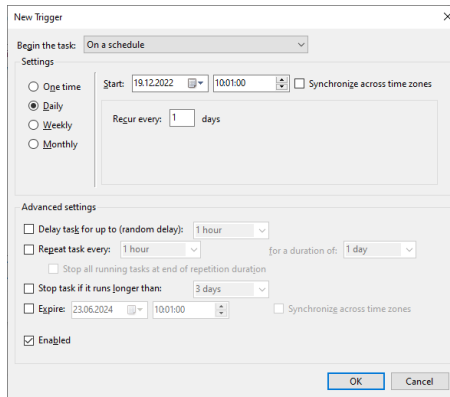 New Trigger
Begin the task: On a schedule
Settings
One time
Daily
Weekly
Monthly
Start: 19.12.2022 10:01:00 Synchronize across time zones
Recur every: 1 days
Advanced settings
Delay task for up to (random delay): 1 hour
Repeat task every: 1 hour for a duration of: 1 day
Stop all running tasks at end of repetition duration
Stop task if it runs longer than: 3 days
Expire: 23.06.2024 10:01:00 Synchronize across time zones
Enabled
OK Cancel